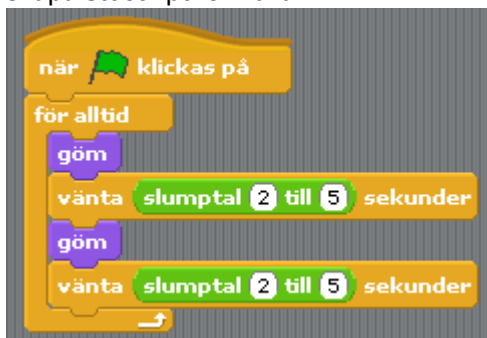 när klickas på
för alltid
göm
vänta slumptal 2 till 5 sekunder
göm
vänta slumptal 2 till 5 sekunder